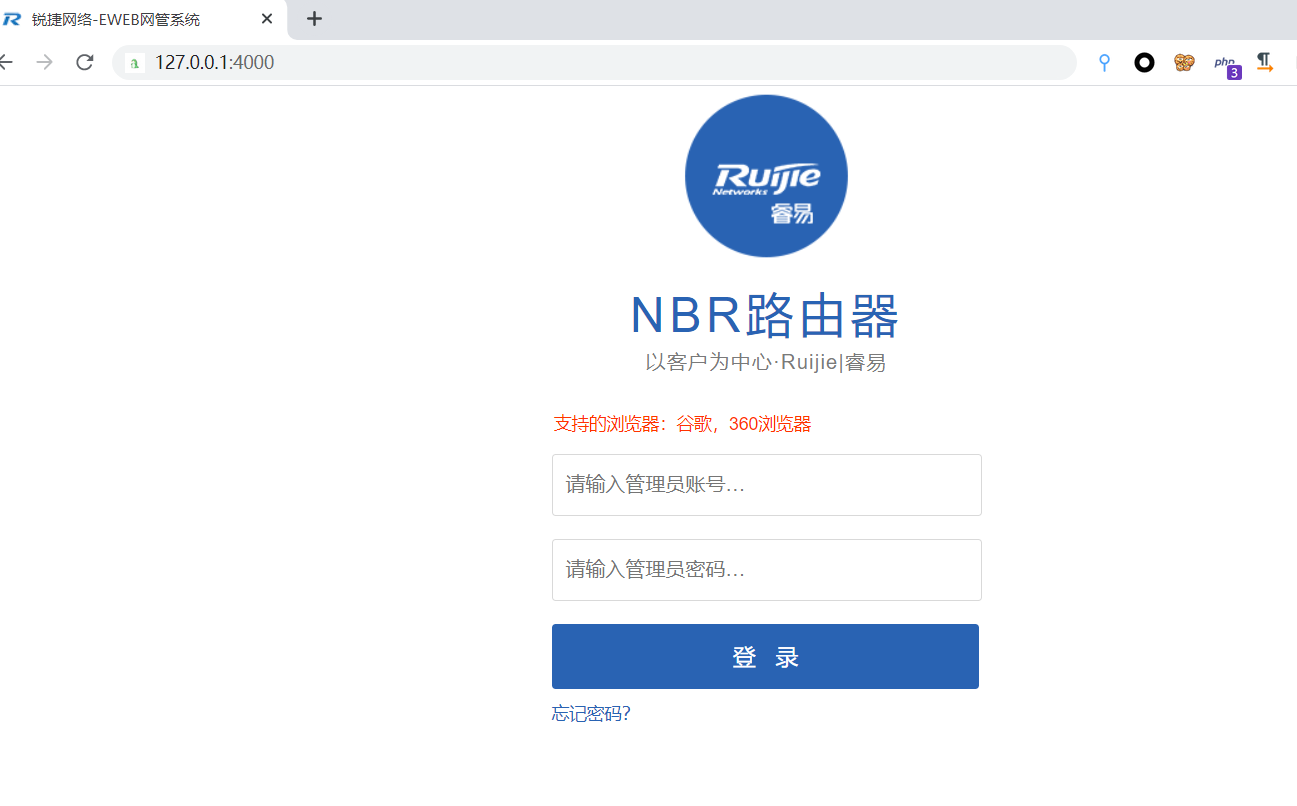 锐捷网络-EWEB网管系统
127.0.0.1:4000
a
php
3
Ruijie
Networks
睿易
NBR路由器
以客户为中心·Ruijie|睿易
支持的浏览器：谷歌，360浏览器
请输入管理员账号...
请输入管理员密码...
登 录
忘记密码?